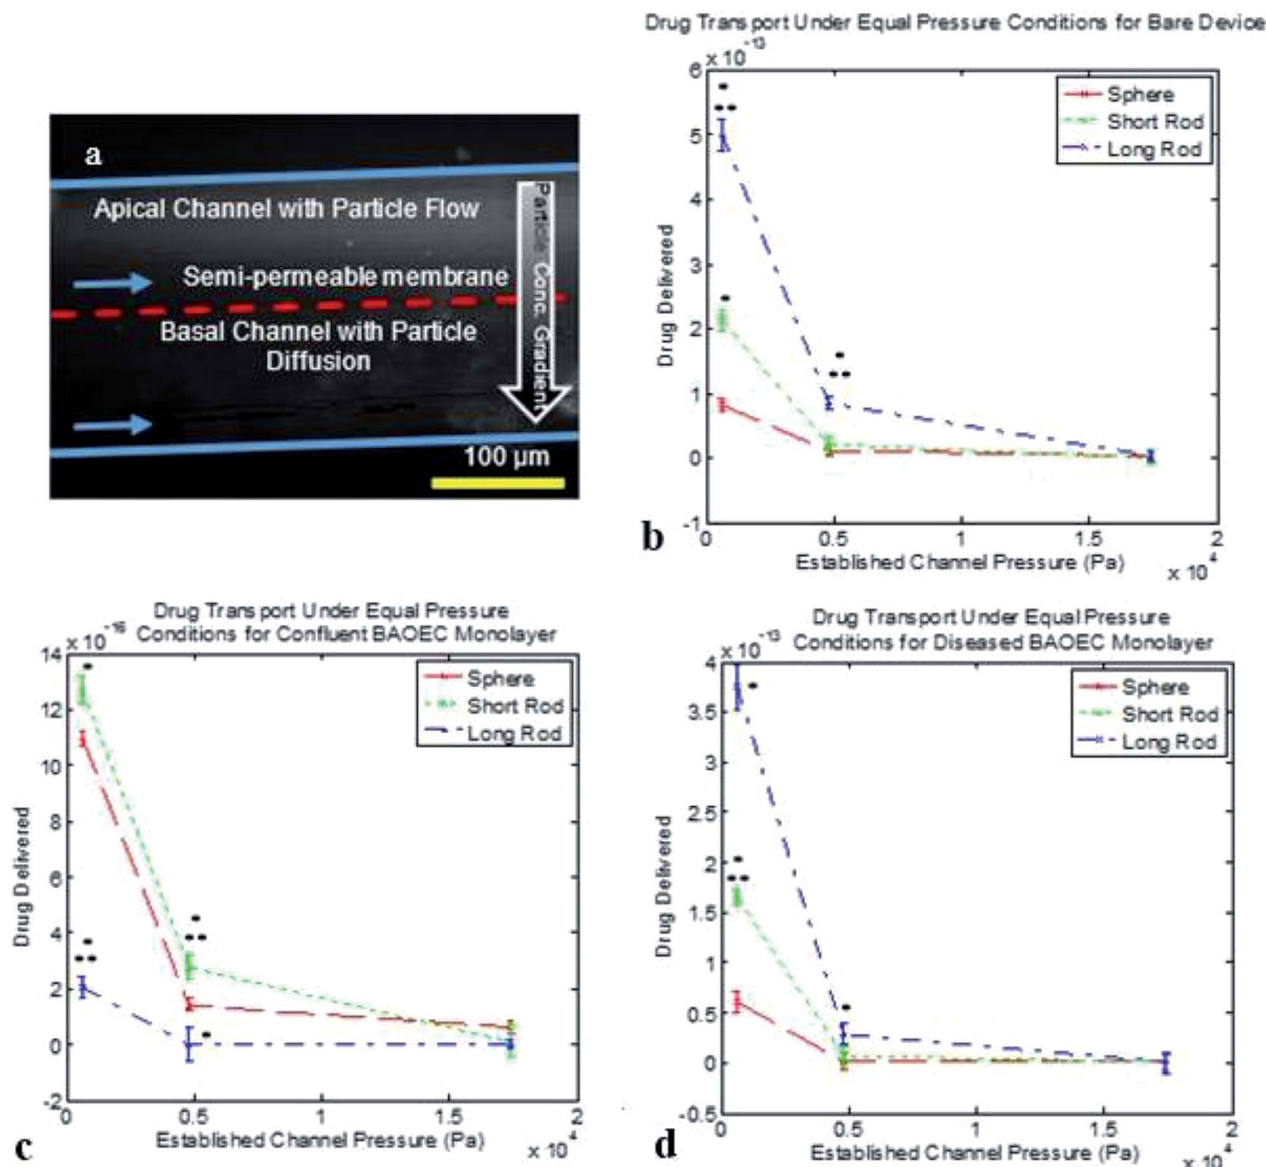 a
Apical Channel with Particle Flow
Semi-permeable membrane
Basal Channel with Particle
Diffusion
Particle Conc. Gradient
100 µm
Drug Transport Under Equal Pressure Conditions for Bare Device
x 10^-13
6
5
4
3
2
1
0
-1
Drug Delivered
Sphere
Short Rod
Long Rod
0 0.5 1 1.5 2
Established Channel Pressure (Pa)
x 10^4
b
Drug Transport Under Equal Pressure
Conditions for Confluent BAOEC Monolayer
x 10^-16
14
12
10
8
6
4
2
0
-2
Drug Delivered
Sphere
Short Rod
Long Rod
0 0.5 1 1.5 2
Established Channel Pressure (Pa)
x 10^4
c
Drug Transport Under Equal Pressure
Conditions for Diseased BAOEC Monolayer
x 10^-13
4
3.5
3
2.5
2
1.5
1
0.5
0
-0.5
Drug Delivered
Sphere
Short Rod
Long Rod
0 0.5 1 1.5 2
Established Channel Pressure (Pa)
x 10^4
d